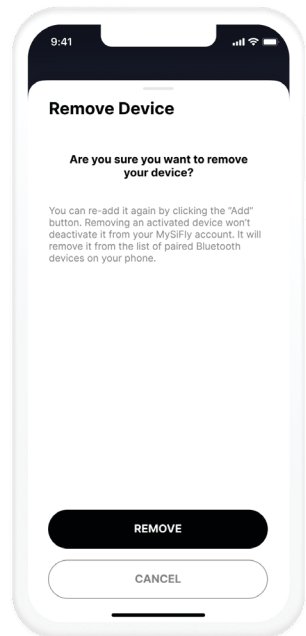 9:41
Remove Device
Are you sure you want to remove
your device?
You can re-add it again by clicking the "Add"
button. Removing an activated device won't
deactivate it from your MySiFly account. It will
remove it from the list of paired Bluetooth
devices on your phone.
REMOVE
CANCEL